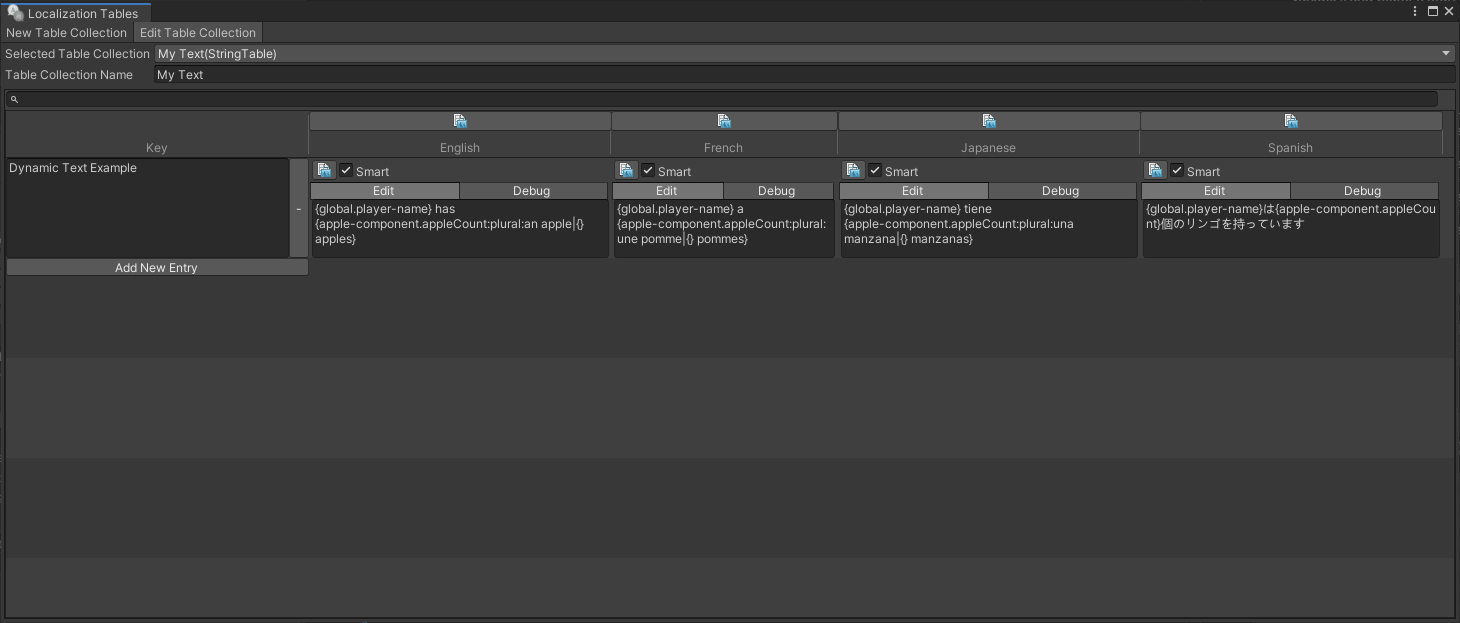 Localization Tables
New Table Collection Edit Table Collection
Selected Table Collection My Text(StringTable)
Table Collection Name My Text
Key English French Japanese Spanish
Dynamic Text Example
-
Smart
Edit Debug
{global.player-name} has
{apple-component.appleCount:plural:an apple|{}
apples}
Smart
Edit Debug
{global.player-name} a
{apple-component.appleCount:plural:
une pomme|{} pommes}
Smart
Edit Debug
{global.player-name} tiene
{apple-component.appleCount:plural:una
manzana|{} manzanas}
Smart
Edit Debug
{global.player-name}は{apple-component.appleCou
nt}個のリンゴを持っています
Add New Entry